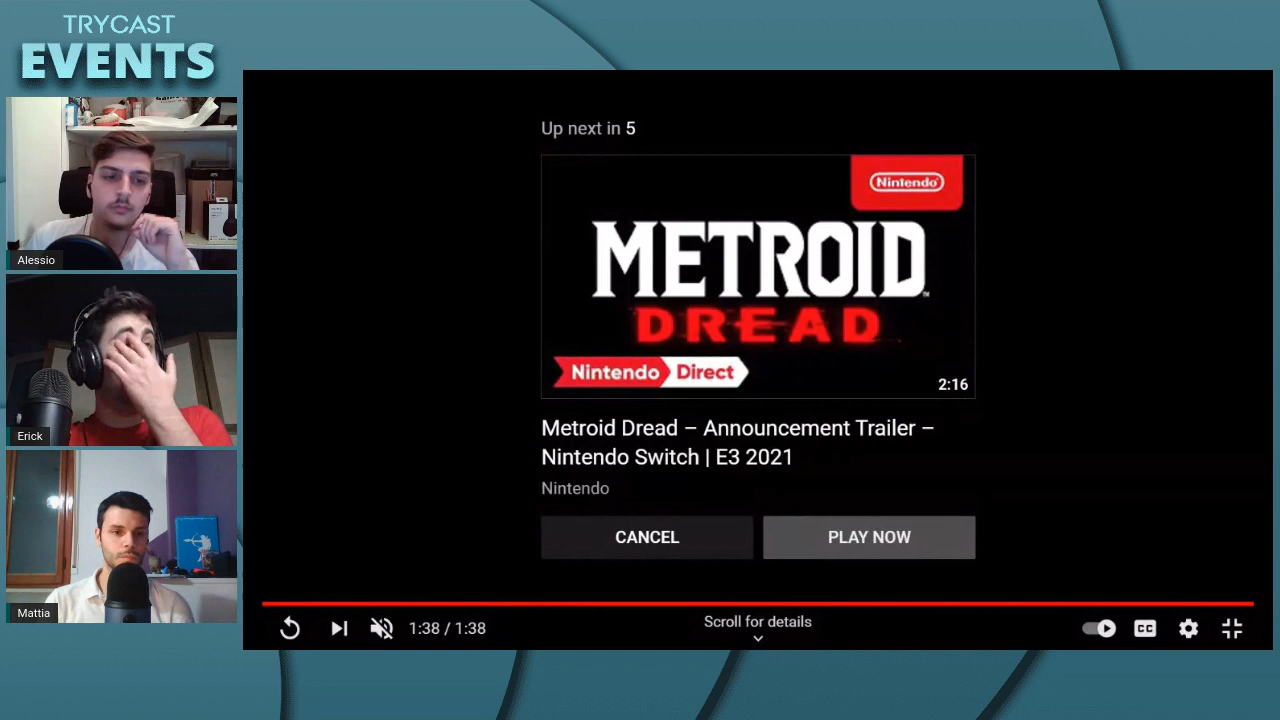 TRYCAST
EVENTS
Alessio
Erick
Mattia
Up next in 5
Nintendo
METROID
DREAD
Nintendo Direct
2:16
Metroid Dread – Announcement Trailer –
Nintendo Switch | E3 2021
Nintendo
CANCEL
PLAY NOW
1:38 / 1:38
Scroll for details
CC